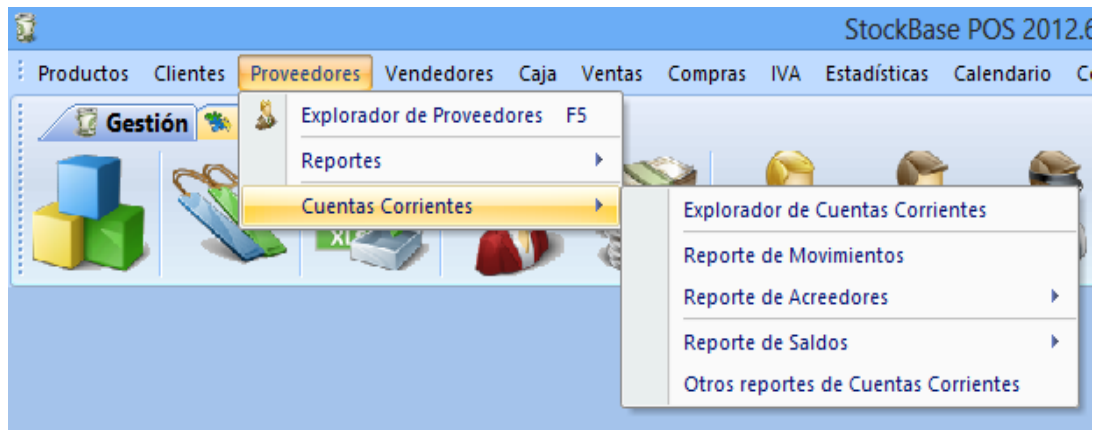 StockBase POS 2012.6
Productos Clientes Proveedores Vendedores Caja Ventas Compras IVA Estadísticas Calendario
Gestión
Explorador de Proveedores F5
Reportes
Cuentas Corrientes
XLS
Explorador de Cuentas Corrientes
Reporte de Movimientos
Reporte de Acreedores
Reporte de Saldos
Otros reportes de Cuentas Corrientes